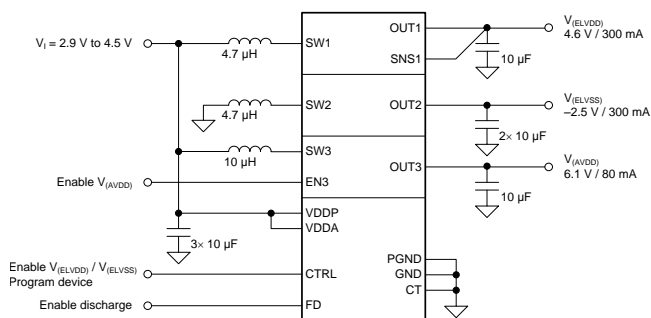 V(ELVDD)
4.6 V / 300 mA
OUT1
VI = 2.9 V to 4.5 V
SW1
4.7 µH
SNS1
10 µF
SW2
4.7 µH
OUT2
V(ELVSS)
–2.5 V / 300 mA
2× 10 µF
SW3
10 µH
OUT3
V(AVDD)
6.1 V / 80 mA
Enable V(AVDD)
EN3
10 µF
VDDP
VDDA
3× 10 µF
PGND
GND
CT
Enable V(ELVDD) / V(ELVSS)
Program device
CTRL
Enable discharge
FD